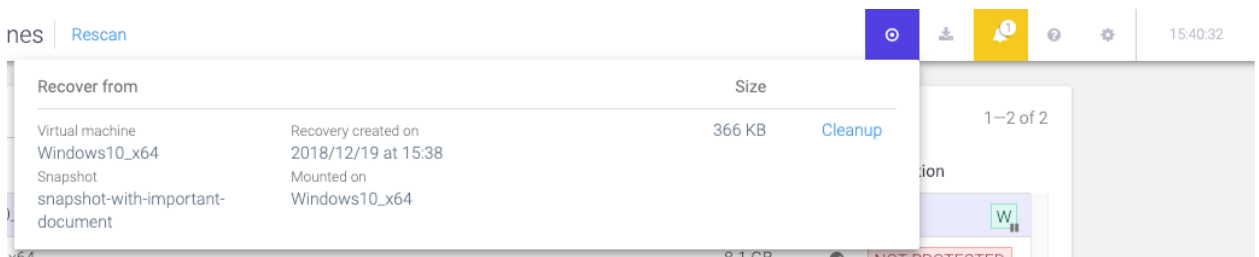 nes Rescan 1 15:40:32
Recover from Size
1–2 of 2
Virtual machine Recovery created on 366 KB Cleanup
Windows10_x64 2018/12/19 at 15:38
Snapshot Mounted on tion
snapshot-with-important- Windows10_x64
document W
x64 8.1 GB NOT PROTECTED